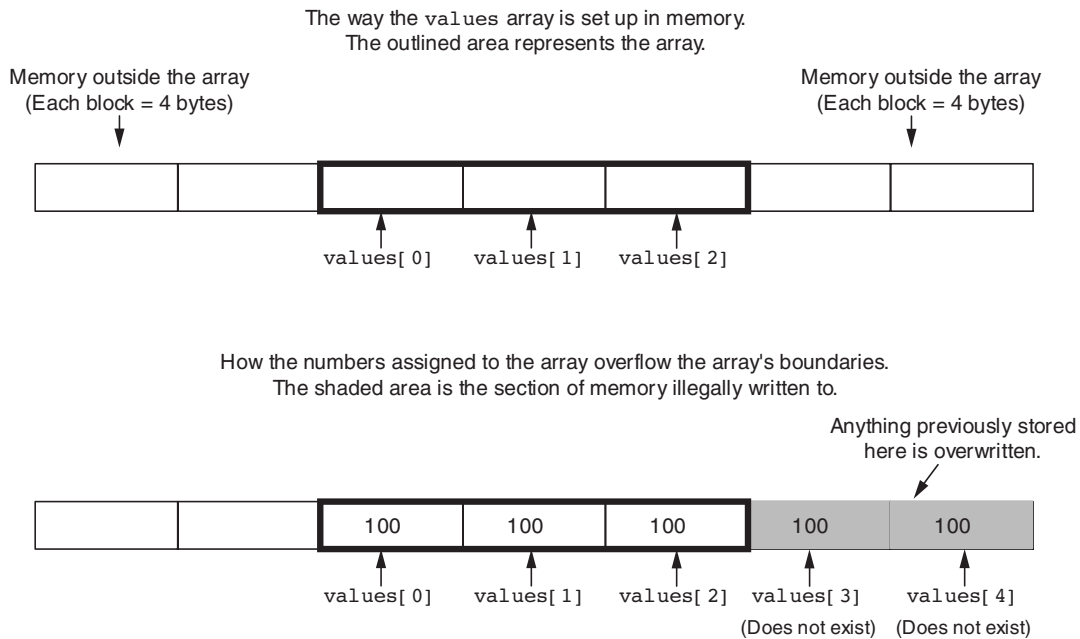 The way the values array is set up in memory.
The outlined area represents the array.
Memory outside the array
(Each block = 4 bytes)
Memory outside the array
(Each block = 4 bytes)
values[ 0]
values[ 1]
values[ 2]
How the numbers assigned to the array overflow the array's boundaries.
The shaded area is the section of memory illegally written to.
Anything previously stored
here is overwritten.
100
100
100
100
100
values[ 0]
values[ 1]
values[ 2]
values[ 3]
values[ 4]
(Does not exist)
(Does not exist)